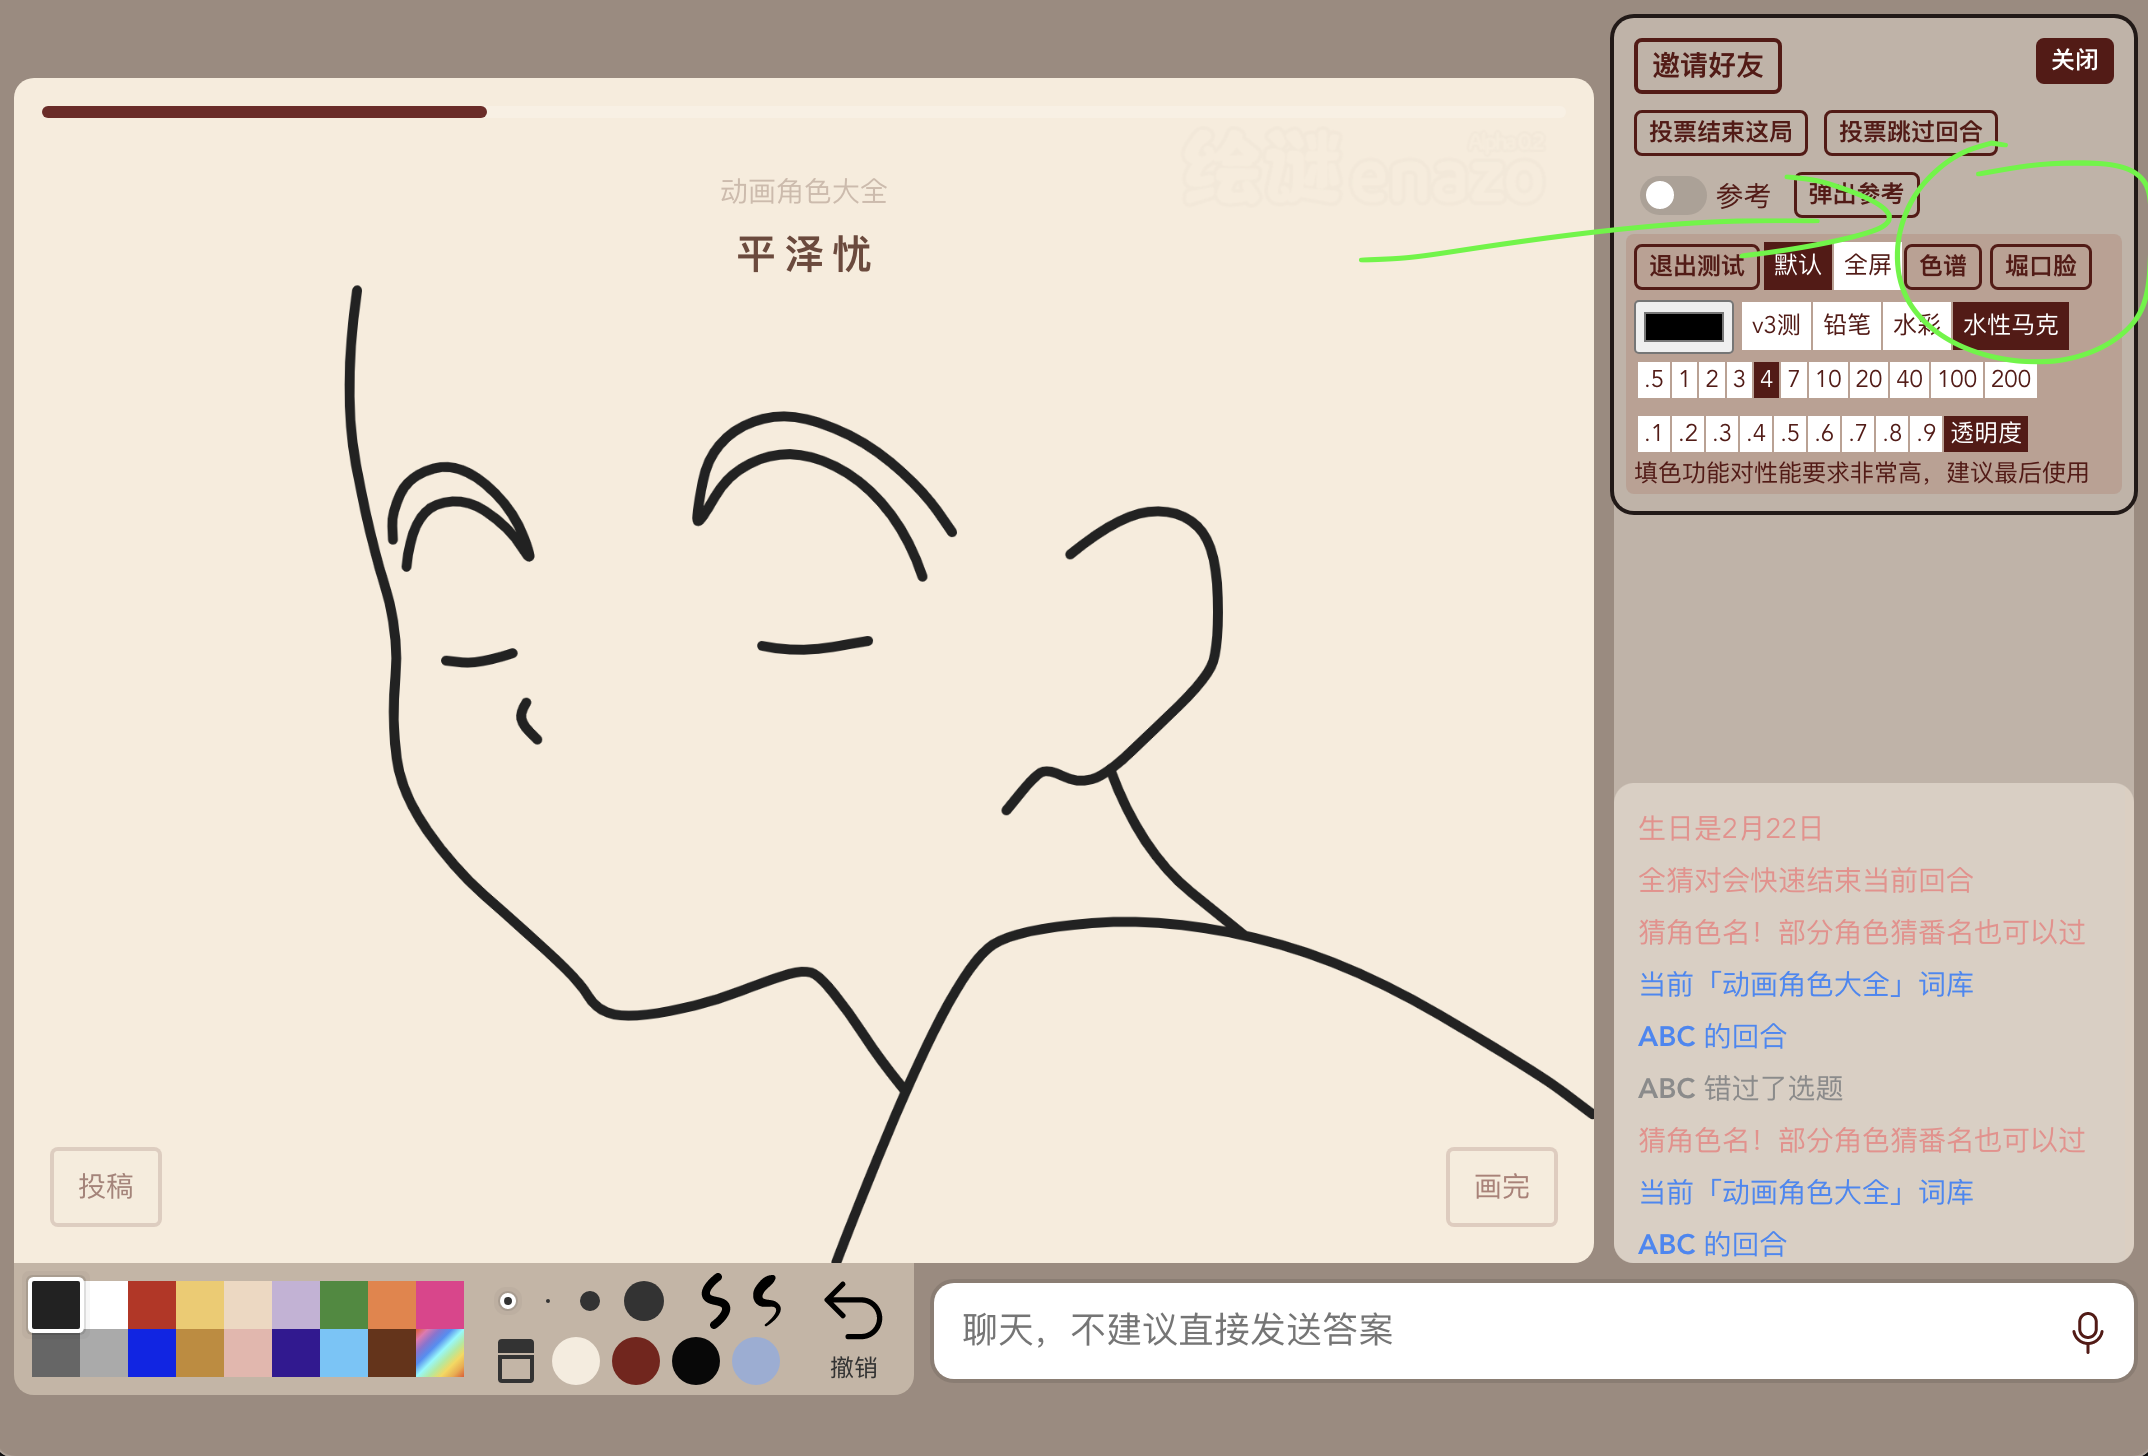 绘谜 enazo
动画角色大全
平泽忧
投稿
画完
撤销
聊天，不建议直接发送答案
邀请好友 关闭
投票结束这局 投票跳过回合
参考 弹出参考
退出测试 默认 全屏 色谱 堀口脸
v3测 铅笔 水彩 水性马克
.5 1 2 3 4 7 10 20 40 100 200
.1 .2 .3 .4 .5 .6 .7 .8 .9 透明度
填色功能对性能要求非常高，建议最后使用
生日是2月22日
全猜对会快速结束当前回合
猜角色名！部分角色猜番名也可以过
当前「动画角色大全」词库
ABC 的回合
ABC 错过了选题
猜角色名！部分角色猜番名也可以过
当前「动画角色大全」词库
ABC 的回合